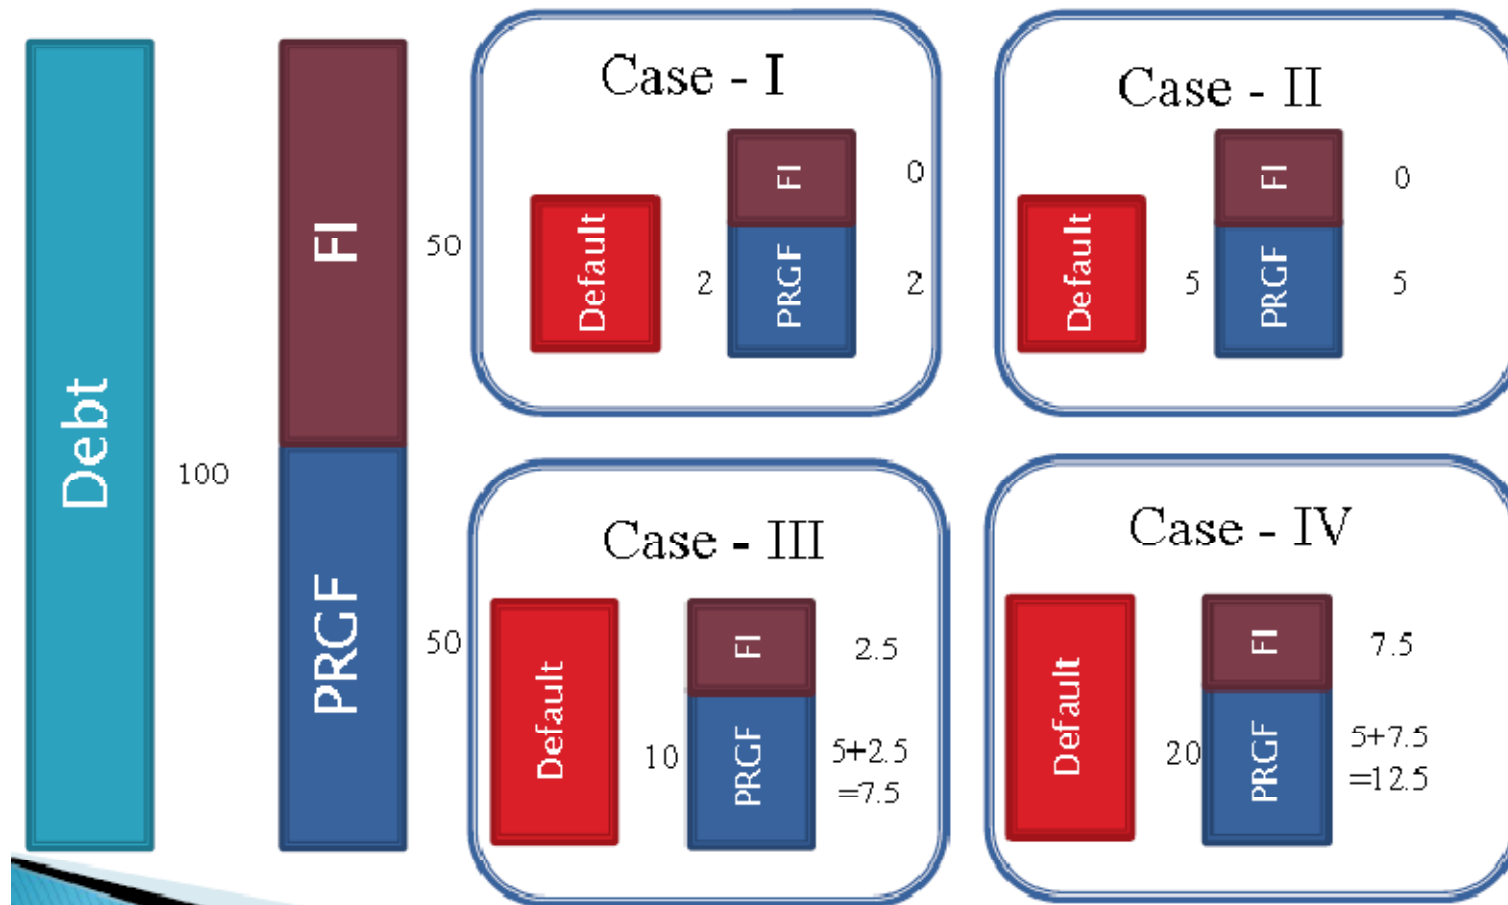 Debt
100
FI
50
PRGF
50
Case - I
Default
2
FI
0
PRGF
2
Case - II
Default
5
FI
0
PRGF
5
Case - III
Default
10
FI
2.5
PRGF
5+2.5
=7.5
Case - IV
Default
20
FI
7.5
PRGF
5+7.5
=12.5